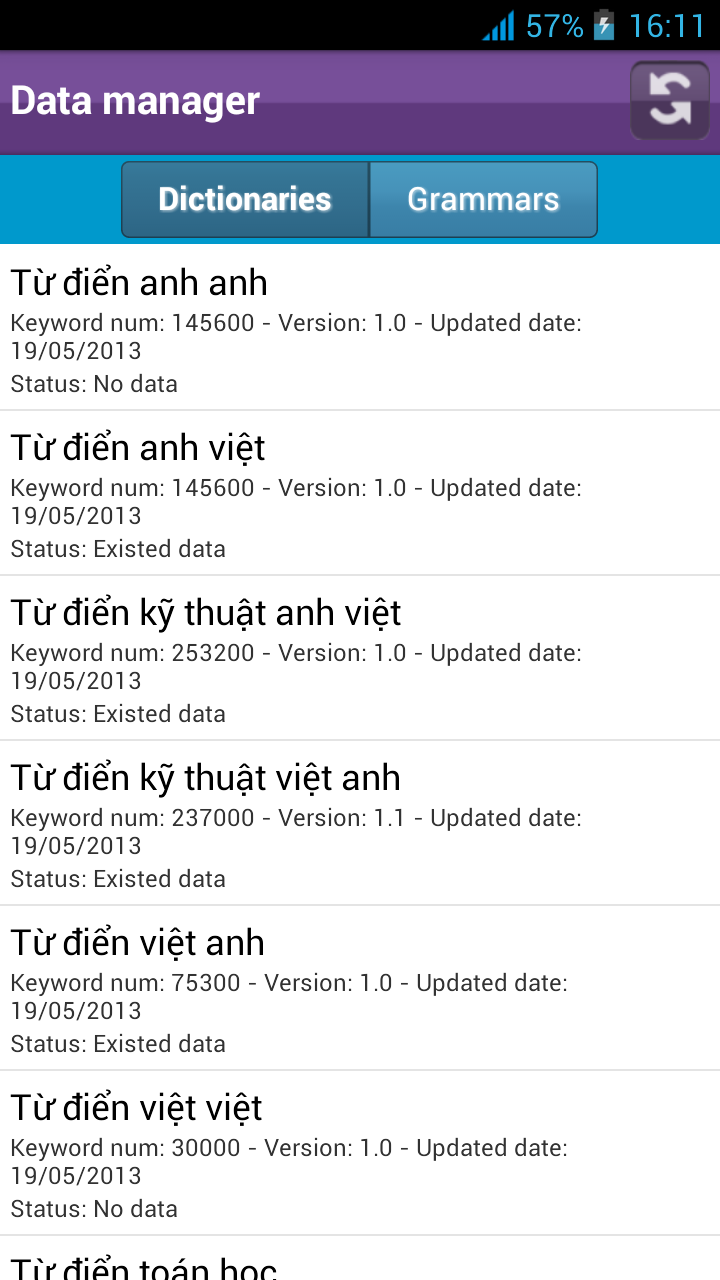 57% 16:11
Data manager
Dictionaries Grammars
Từ điển anh anh
Keyword num: 145600 - Version: 1.0 - Updated date:
19/05/2013
Status: No data
Từ điển anh việt
Keyword num: 145600 - Version: 1.0 - Updated date:
19/05/2013
Status: Existed data
Từ điển kỹ thuật anh việt
Keyword num: 253200 - Version: 1.0 - Updated date:
19/05/2013
Status: Existed data
Từ điển kỹ thuật việt anh
Keyword num: 237000 - Version: 1.1 - Updated date:
19/05/2013
Status: Existed data
Từ điển việt anh
Keyword num: 75300 - Version: 1.0 - Updated date:
19/05/2013
Status: Existed data
Từ điển việt việt
Keyword num: 30000 - Version: 1.0 - Updated date:
19/05/2013
Status: No data
Từ điển toán học